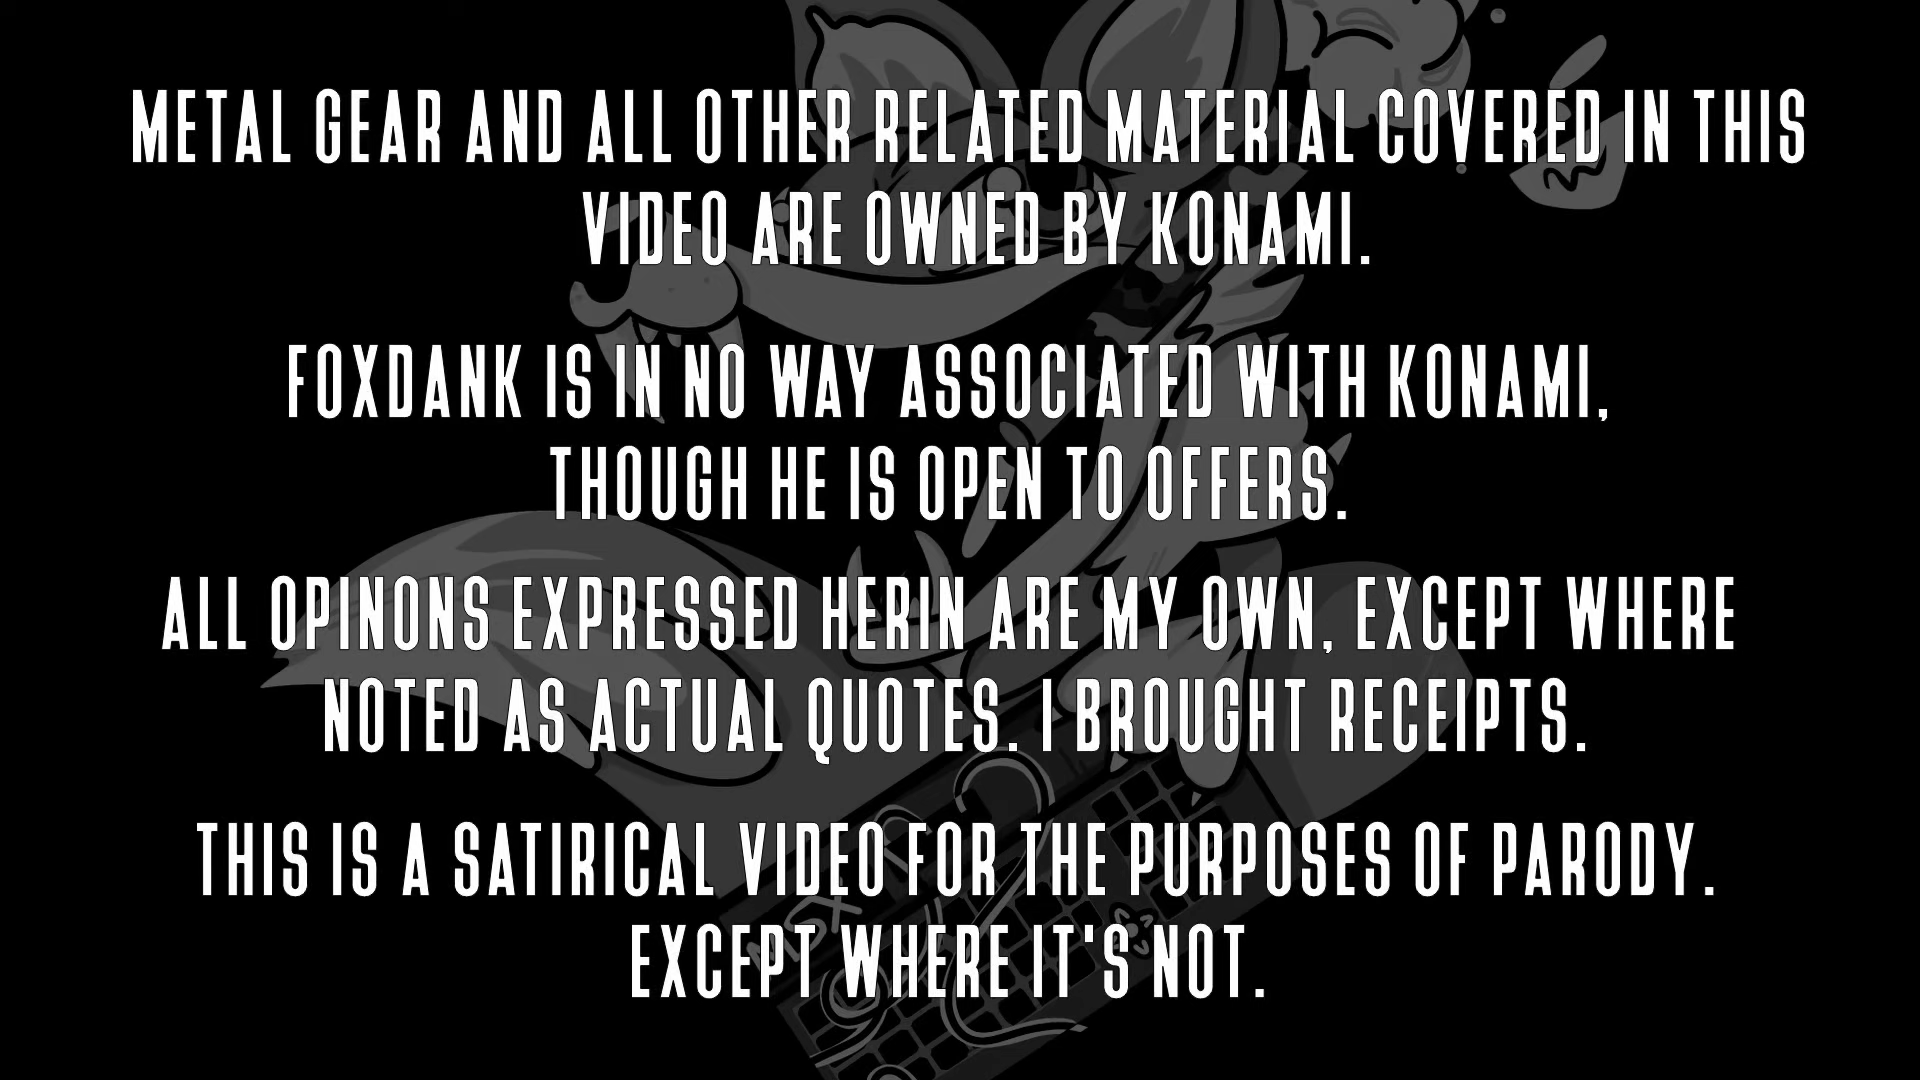 METAL GEAR AND ALL OTHER RELATED MATERIAL COVERED IN THIS
VIDEO ARE OWNED BY KONAMI.
FOXDANK IS IN NO WAY ASSOCIATED WITH KONAMI,
THOUGH HE IS OPEN TO OFFERS.
ALL OPINONS EXPRESSED HERIN ARE MY OWN, EXCEPT WHERE
NOTED AS ACTUAL QUOTES. I BROUGHT RECEIPTS.
THIS IS A SATIRICAL VIDEO FOR THE PURPOSES OF PARODY.
EXCEPT WHERE IT'S NOT.
MSX